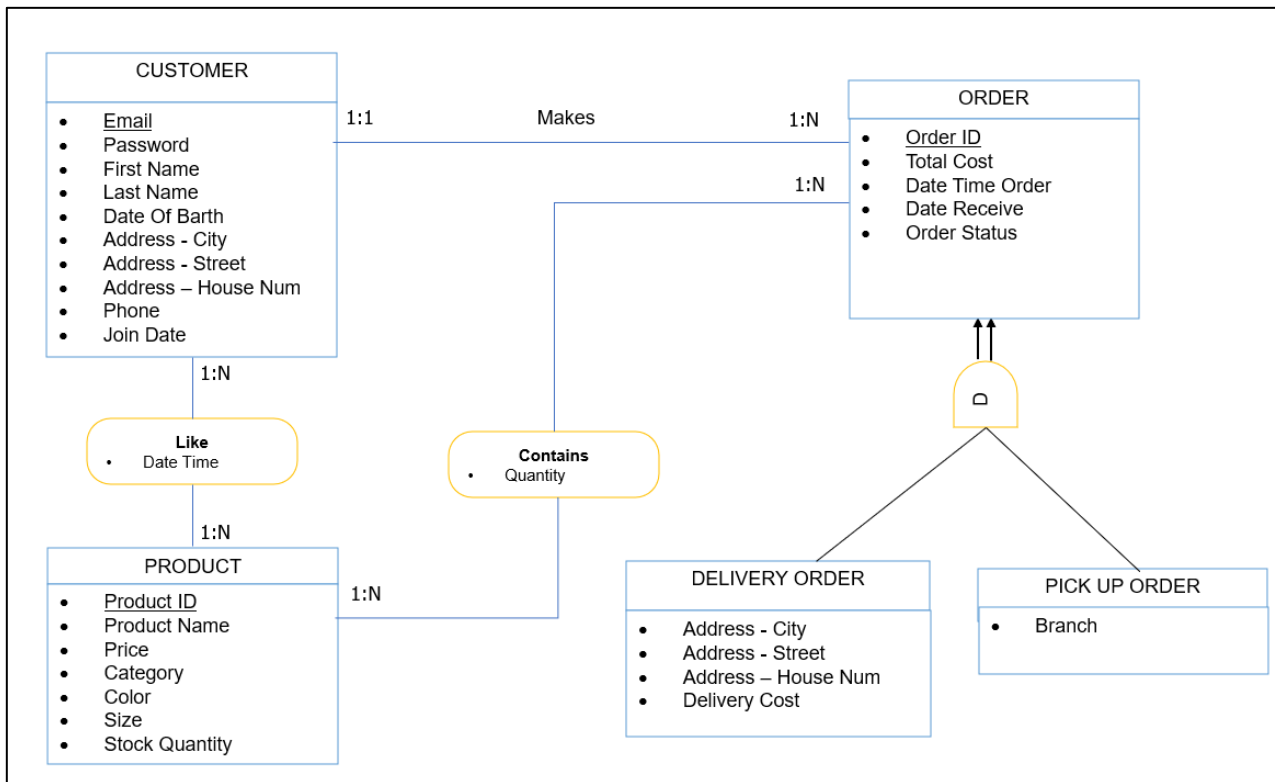 CUSTOMER
• Email
• Password
• First Name
• Last Name
• Date Of Barth
• Address - City
• Address - Street
• Address – House Num
• Phone
• Join Date
1:1
Makes
1:N
ORDER
• Order ID
• Total Cost
• Date Time Order
• Date Receive
• Order Status
1:N
1:N
Like
• Date Time
1:N
Contains
• Quantity
1:N
D
PRODUCT
• Product ID
• Product Name
• Price
• Category
• Color
• Size
• Stock Quantity
DELIVERY ORDER
• Address - City
• Address - Street
• Address – House Num
• Delivery Cost
PICK UP ORDER
• Branch